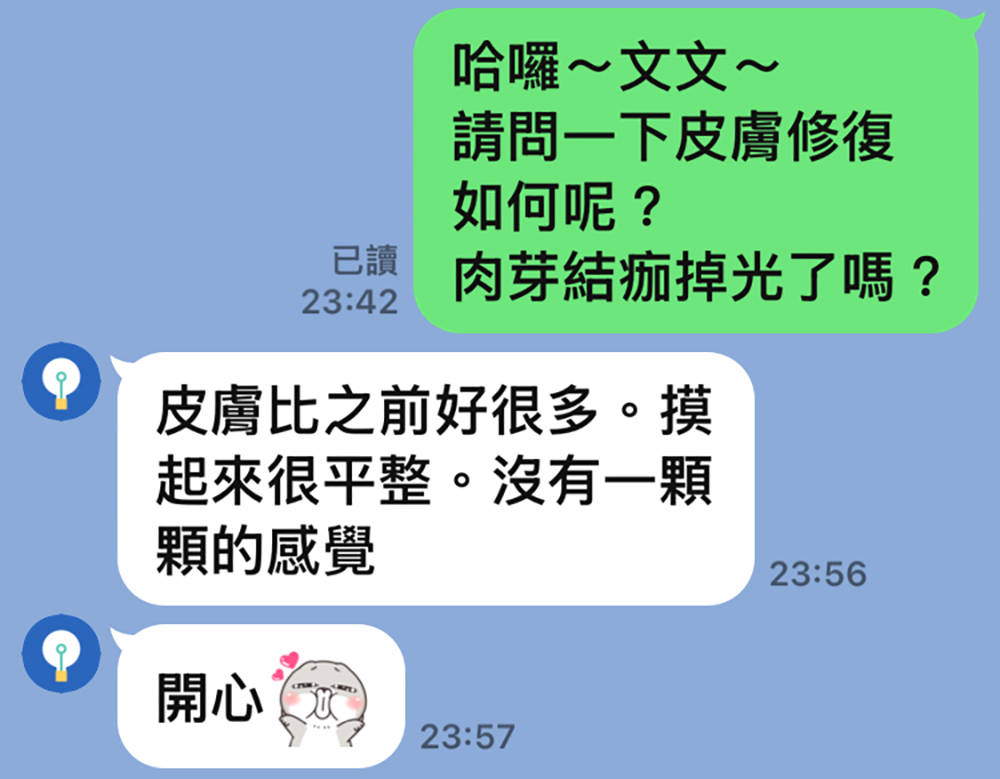 哈囉～文文～
請問一下皮膚修復
如何呢？
肉芽結痂掉光了嗎？
已讀
23:42
皮膚比之前好很多。摸
起來很平整。沒有一顆
顆的感覺
23:56
開心
23:57